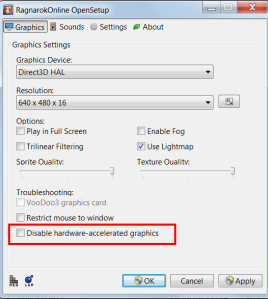 RagnarokOnline OpenSetup
Graphics Sounds Settings About
Graphics Settings
Graphics Device:
Direct3D HAL
Resolution:
640 x 480 x 16
Options:
Play in Full Screen Enable Fog
Trilinear Filtering Use Lightmap
Sprite Quality: Texture Quality:
Troubleshooting:
VooDoo3 graphics card
Restrict mouse to window
Disable hardware-accelerated graphics
OK Cancel Apply